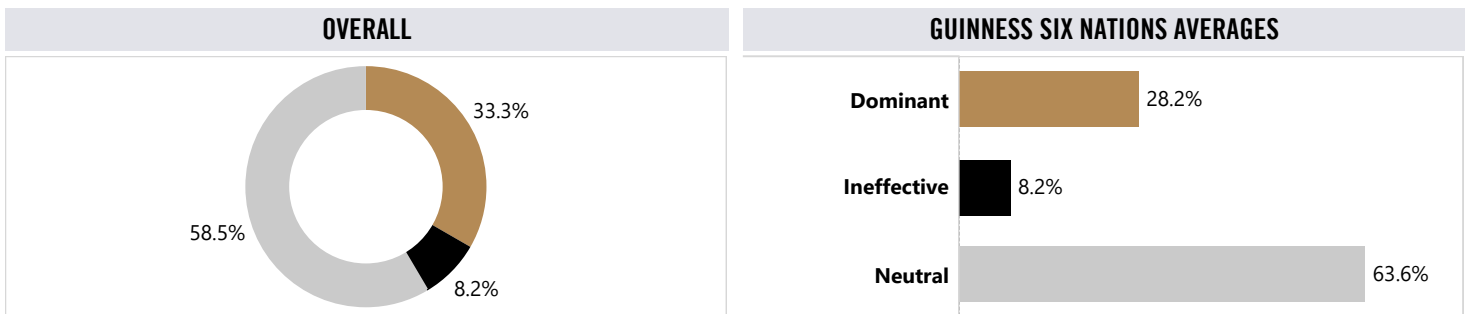 OVERALL
33.3%
58.5%
8.2%
GUINNESS SIX NATIONS AVERAGES
Dominant 28.2%
Ineffective 8.2%
Neutral 63.6%